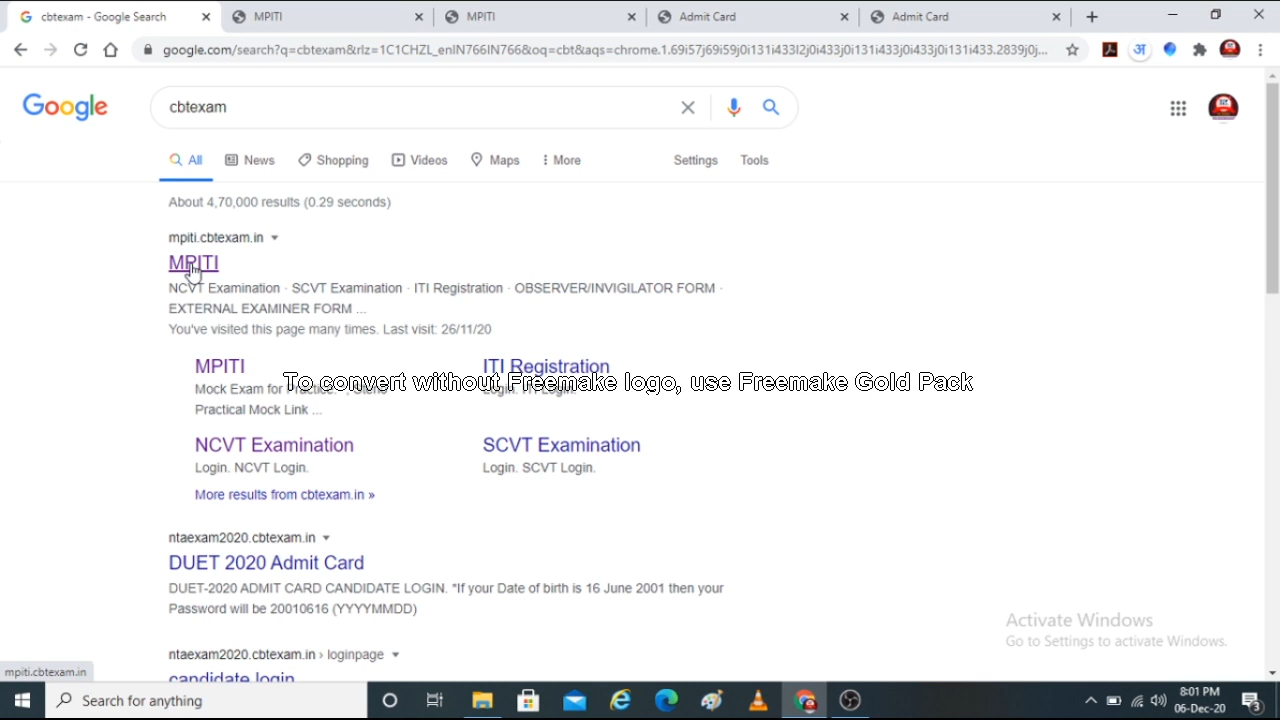 cbtexam - Google Search
MPITI
MPITI
Admit Card
Admit Card
google.com/search?q=cbtexam&rlz=1C1CHZL_enIN766IN766&oq=cbt&aqs=chrome.1.69i57j69i59j0i131i433l2j0i433j0i131i433j0i433j0i131i433.2839j0j...
अ
Google
cbtexam
All
News
Shopping
Videos
Maps
More
Settings
Tools
About 4,70,000 results (0.29 seconds)
mpiti.cbtexam.in
MPITI
NCVT Examination · SCVT Examination · ITI Registration · OBSERVER/INVIGILATOR FORM ·
EXTERNAL EXAMINER FORM ...
You've visited this page many times. Last visit: 26/11/20
MPITI
Mock Exam for Practice.
Practical Mock Link ...
ITI Registration
Login. ITI Login.
To convert without Freemake logo, use Freemake Gold Pack
NCVT Examination
Login. NCVT Login.
SCVT Examination
Login. SCVT Login.
More results from cbtexam.in »
ntaexam2020.cbtexam.in
DUET 2020 Admit Card
DUET-2020 ADMIT CARD CANDIDATE LOGIN. *If your Date of birth is 16 June 2001 then your
Password will be 20010616 (YYYYMMDD)
ntaexam2020.cbtexam.in › loginpage
candidate login
Activate Windows
Go to Settings to activate Windows.
mpiti.cbtexam.in
Search for anything
8:01 PM
06-Dec-20
3